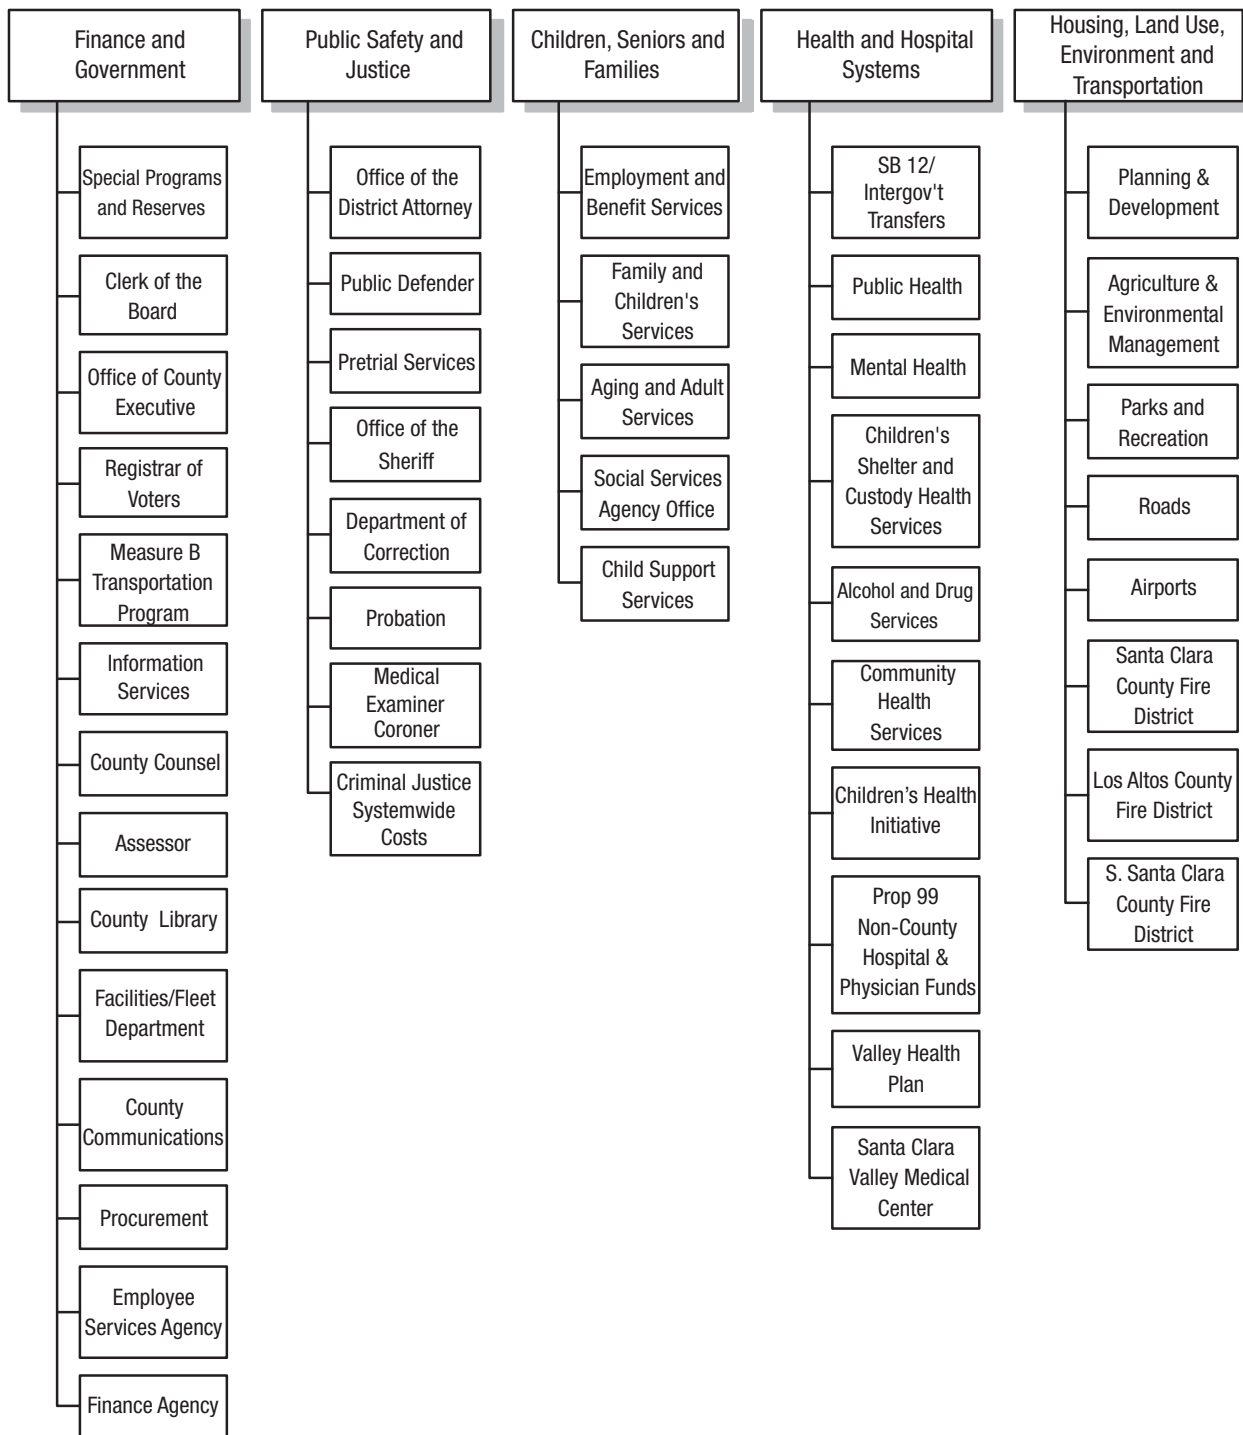 Finance and
Government
Special Programs
and Reserves
Clerk of the
Board
Office of County
Executive
Registrar of
Voters
Measure B
Transportation
Program
Information
Services
County Counsel
Assessor
County Library
Facilities/Fleet
Department
County
Communications
Procurement
Employee
Services Agency
Finance Agency
Public Safety and
Justice
Office of the
District Attorney
Public Defender
Pretrial Services
Office of the
Sheriff
Department of
Correction
Probation
Medical
Examiner
Coroner
Criminal Justice
Systemwide
Costs
Children, Seniors and
Families
Employment and
Benefit Services
Family and
Children's
Services
Aging and Adult
Services
Social Services
Agency Office
Child Support
Services
Health and Hospital
Systems
SB 12/
Intergov't
Transfers
Public Health
Mental Health
Children's
Shelter and
Custody Health
Services
Alcohol and Drug
Services
Community
Health
Services
Children’s Health
Initiative
Prop 99
Non-County
Hospital &
Physician Funds
Valley Health
Plan
Santa Clara
Valley Medical
Center
Housing, Land Use,
Environment and
Transportation
Planning &
Development
Agriculture &
Environmental
Management
Parks and
Recreation
Roads
Airports
Santa Clara
County Fire
District
Los Altos County
Fire District
S. Santa Clara
County Fire
District